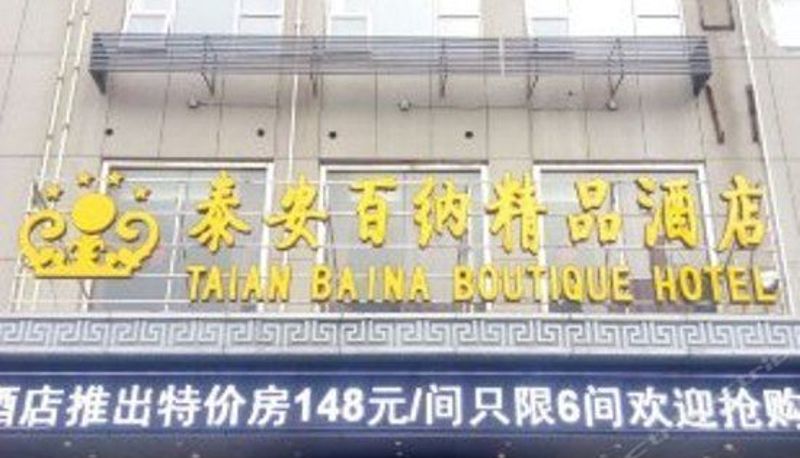 泰安百纳精品酒店
TAIAN BAINA BOUTIQUE HOTEL
酒店推出特价房148元/间只限6间欢迎抢购